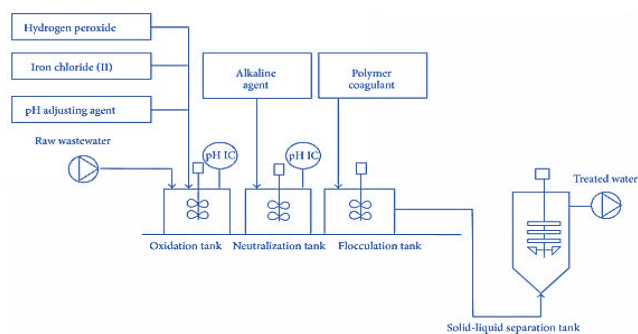 Hydrogen peroxide
Iron chloride (II)
pH adjusting agent
Alkaline
agent
Polymer
coagulant
Raw wastewater
pH IC
pH IC
Treated water
Oxidation tank
Neutralization tank
Flocculation tank
Solid-liquid separation tank